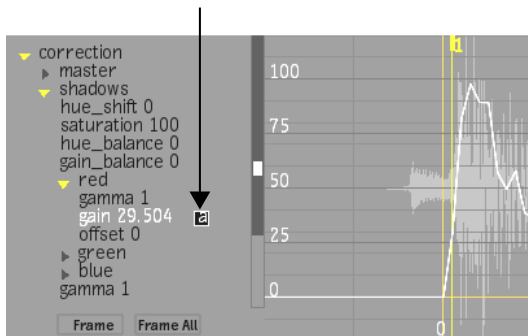 correction
master
shadows
hue_shift 0
saturation 100
hue_balance 0
gain_balance 0
red
gamma 1
gain 29.504 a
offset 0
green
blue
gamma 1
Frame Frame All
1
100
75
50
25
0
0